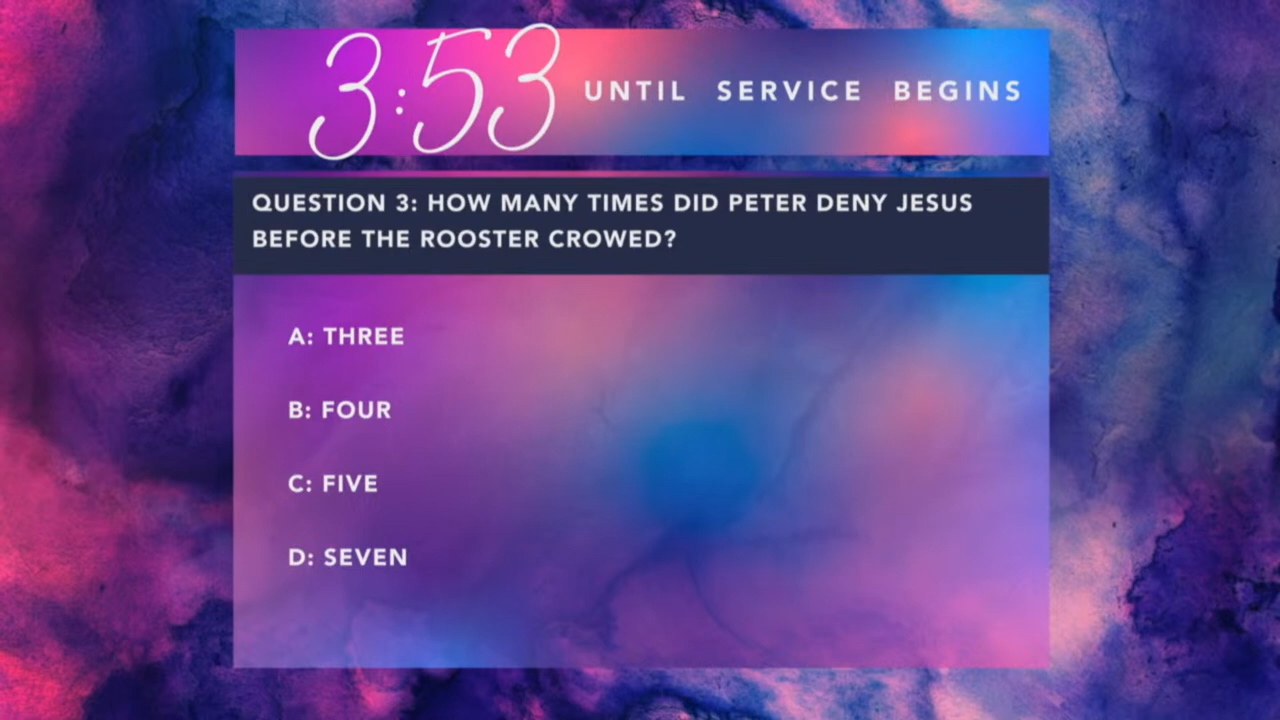 3:53 UNTIL SERVICE BEGINS
QUESTION 3: HOW MANY TIMES DID PETER DENY JESUS
BEFORE THE ROOSTER CROWED?
A: THREE
B: FOUR
C: FIVE
D: SEVEN